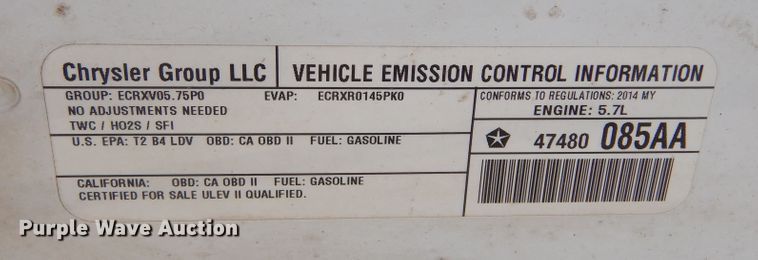 Chrysler Group LLC
VEHICLE EMISSION CONTROL INFORMATION
GROUP: ECRXV05.75P0 EVAP: ECRXR0145PK0
NO ADJUSTMENTS NEEDED
TWC / HO2S / SFI
CONFORMS TO REGULATIONS: 2014 MY
ENGINE: 5.7L
U.S. EPA: T2 B4 LDV OBD: CA OBD II FUEL: GASOLINE
47480 085AA
CALIFORNIA: OBD: CA OBD II FUEL: GASOLINE
CERTIFIED FOR SALE ULEV II QUALIFIED.
Purple Wave Auction